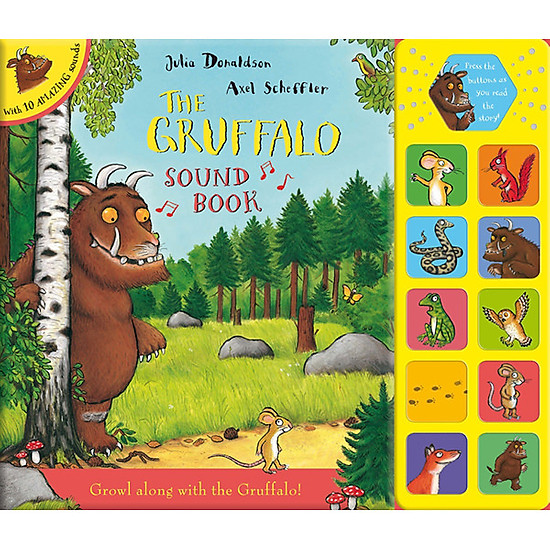 With 10 AMAZING sounds
Julia Donaldson
Axel Scheffler
THE
GRUFFALO
SOUND
BOOK
Press the
buttons as
you read
the
story!
Growl along with the Gruffalo!